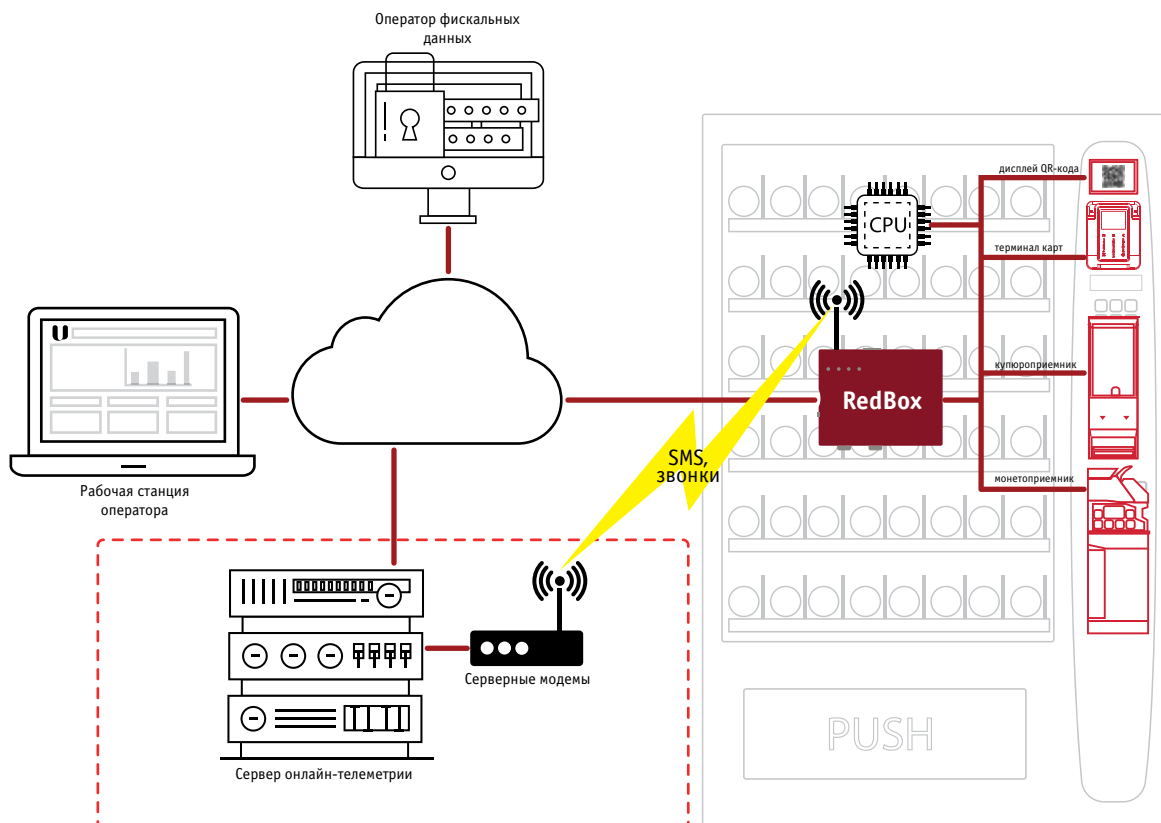 Оператор фискальных
данных
дисплей QR-кода
CPU
терминал карт
купюроприемник
RedBox
SMS,
звонки
монетоприемник
Рабочая станция
оператора
Серверные модемы
PUSH
Сервер онлайн-телеметрии